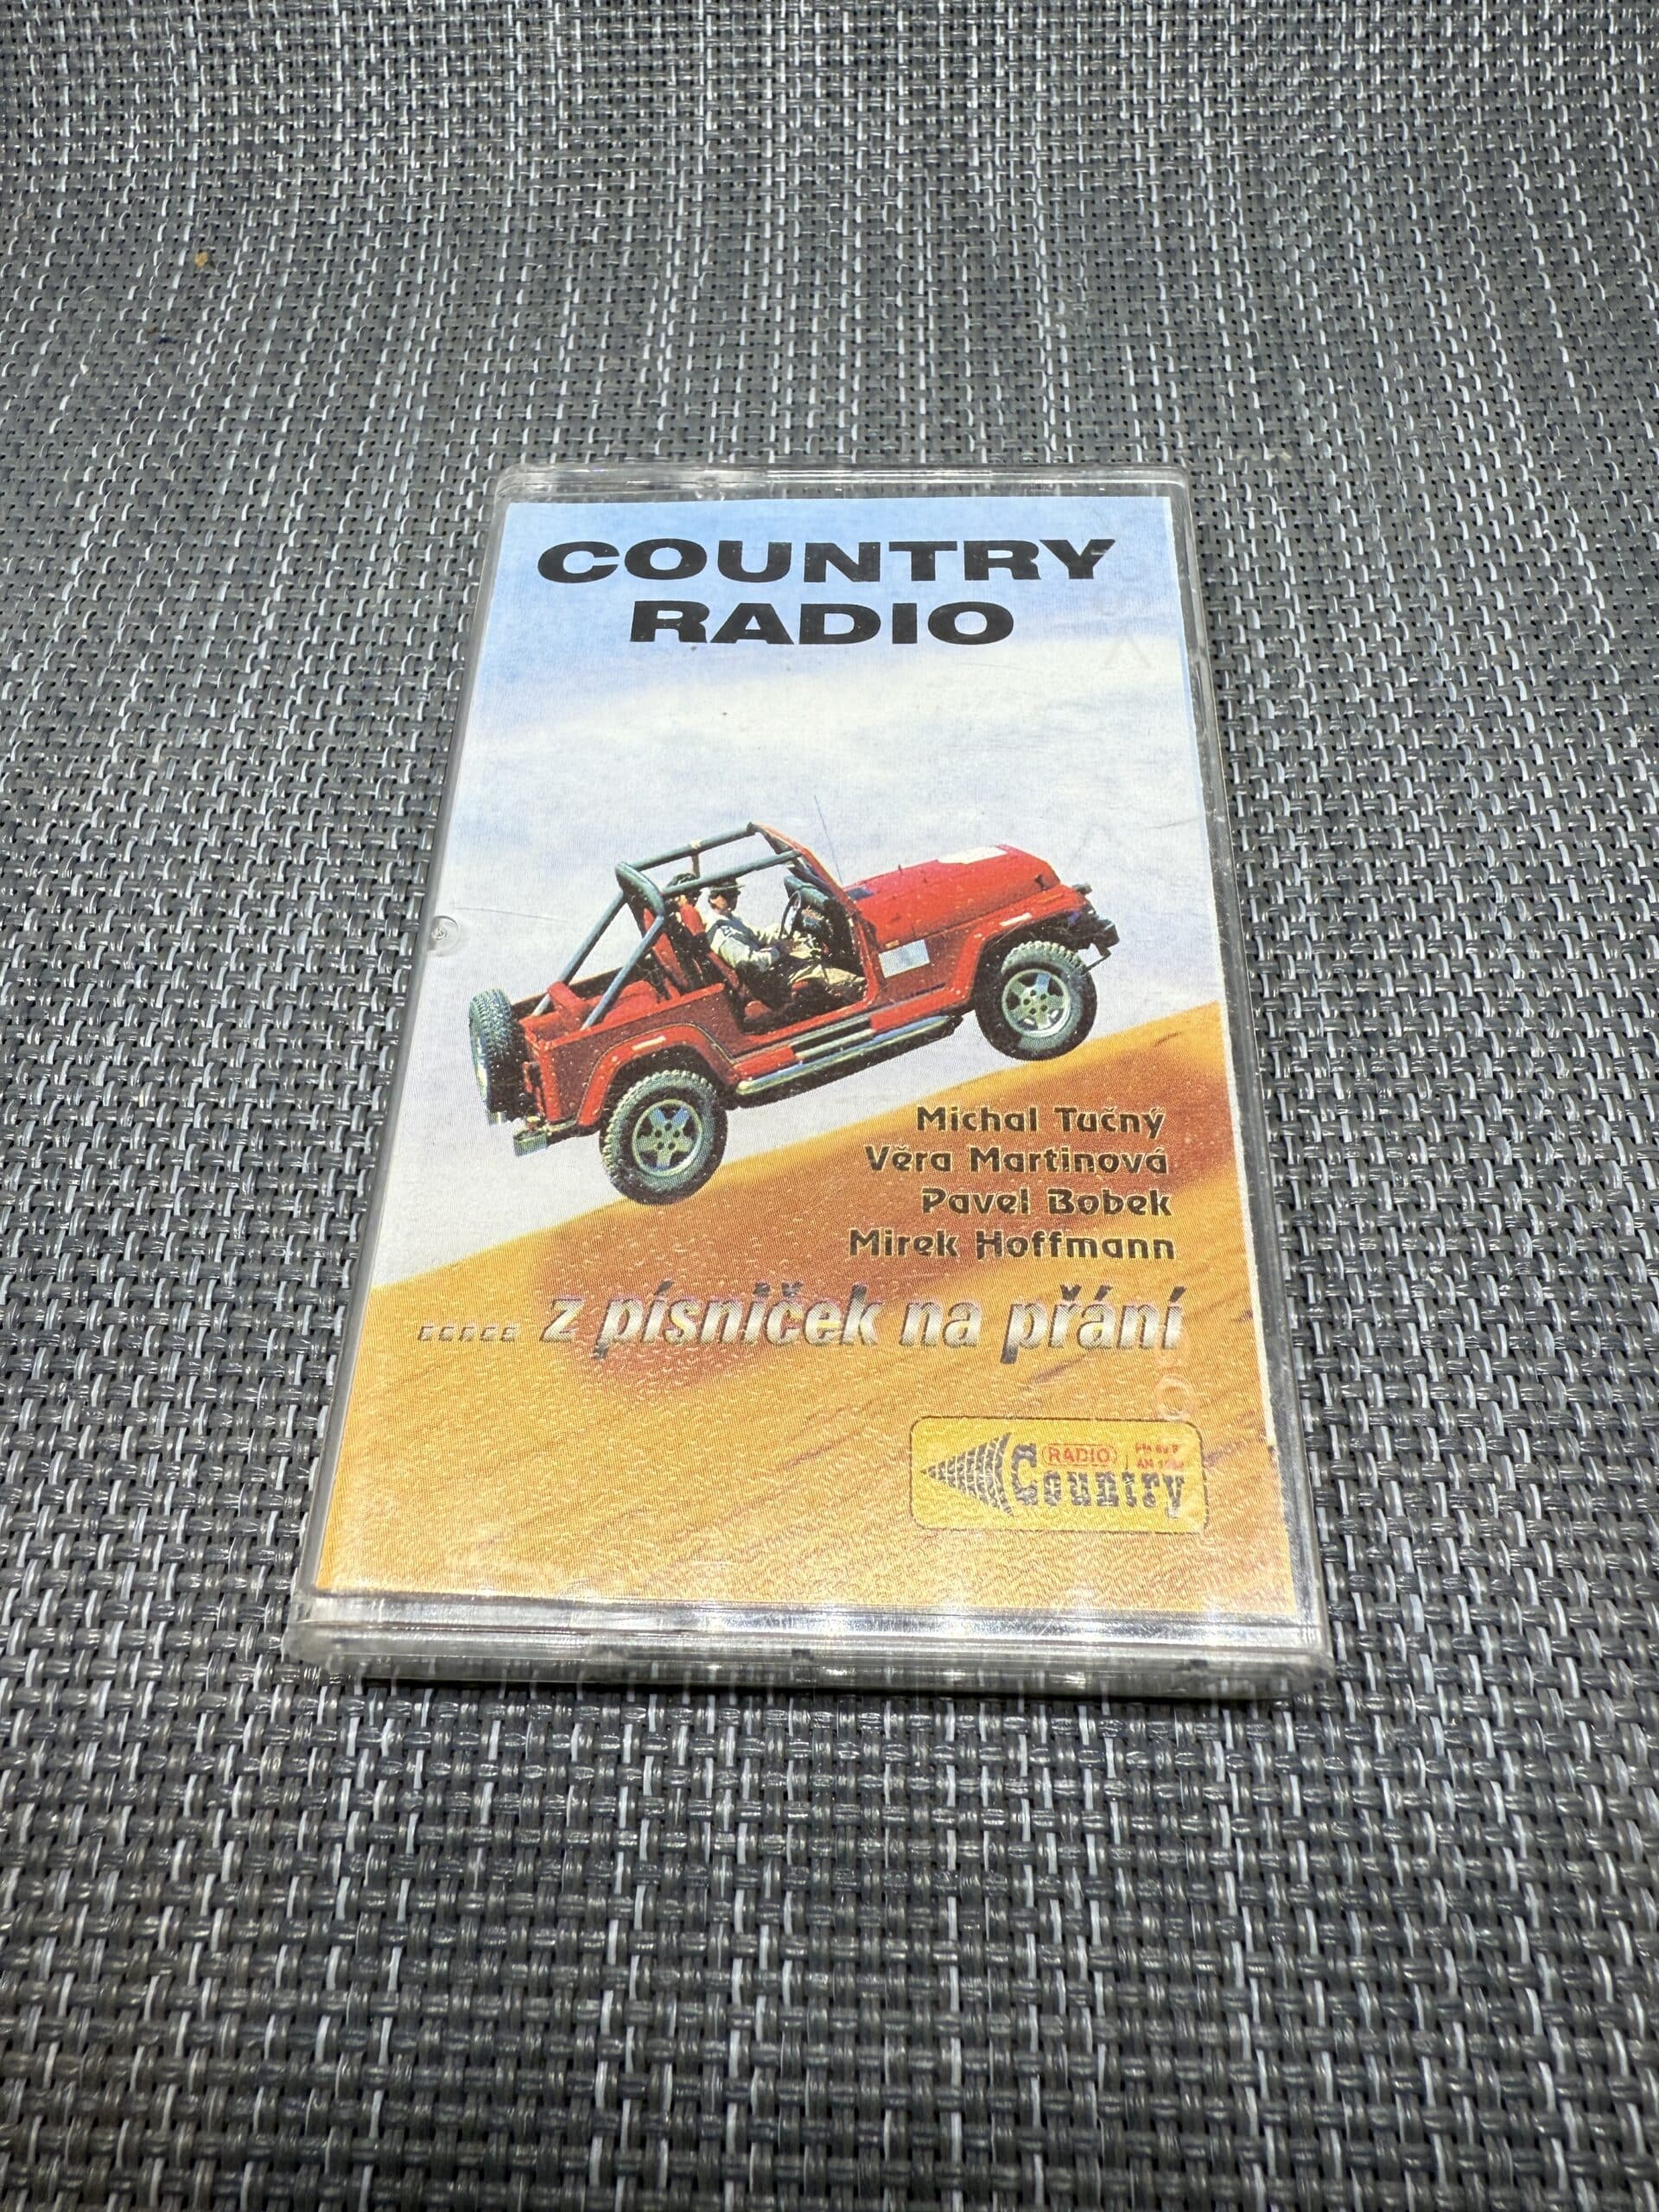 COUNTRY
RADIO
Michal Tučný
Věra Martinová
Pavel Bobek
Mirek Hoffmann
..... z písniček na přání
RADIO
Country